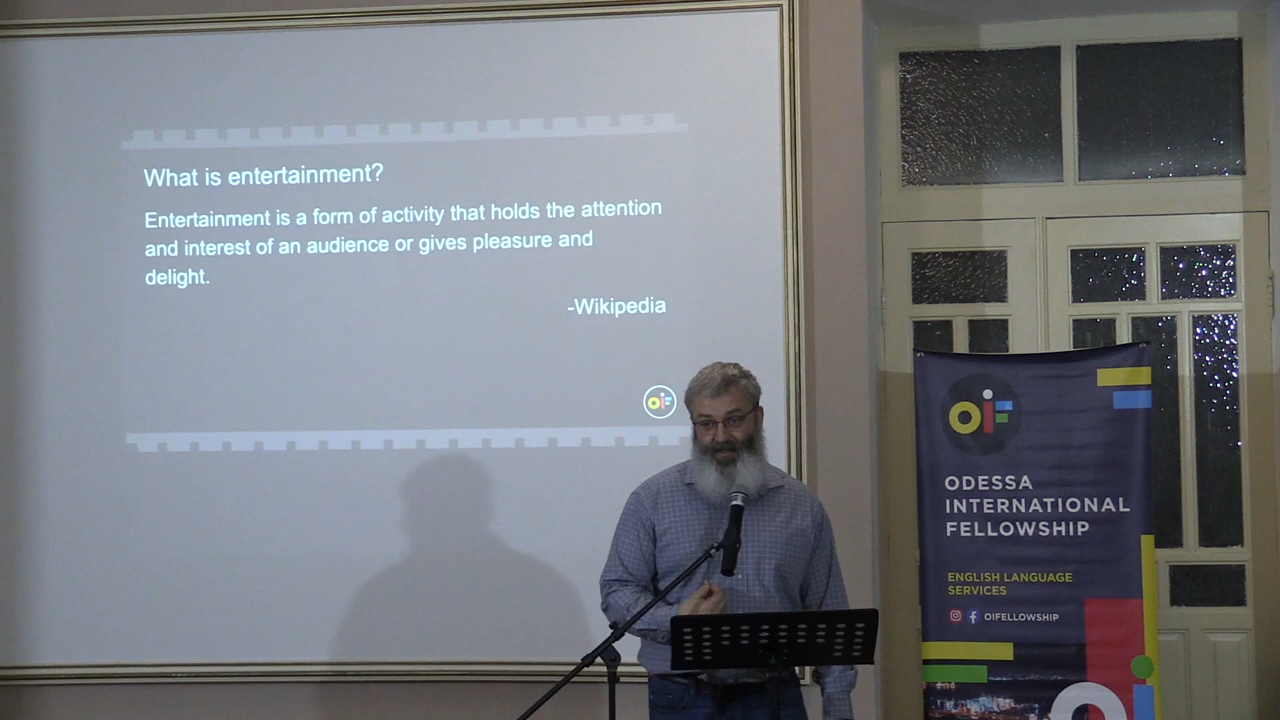 What is entertainment?
Entertainment is a form of activity that holds the attention
and interest of an audience or gives pleasure and
delight.
-Wikipedia
OIF
OIF
ODESSA
INTERNATIONAL
FELLOWSHIP
ENGLISH LANGUAGE
SERVICES
OIFELLOWSHIP
OI